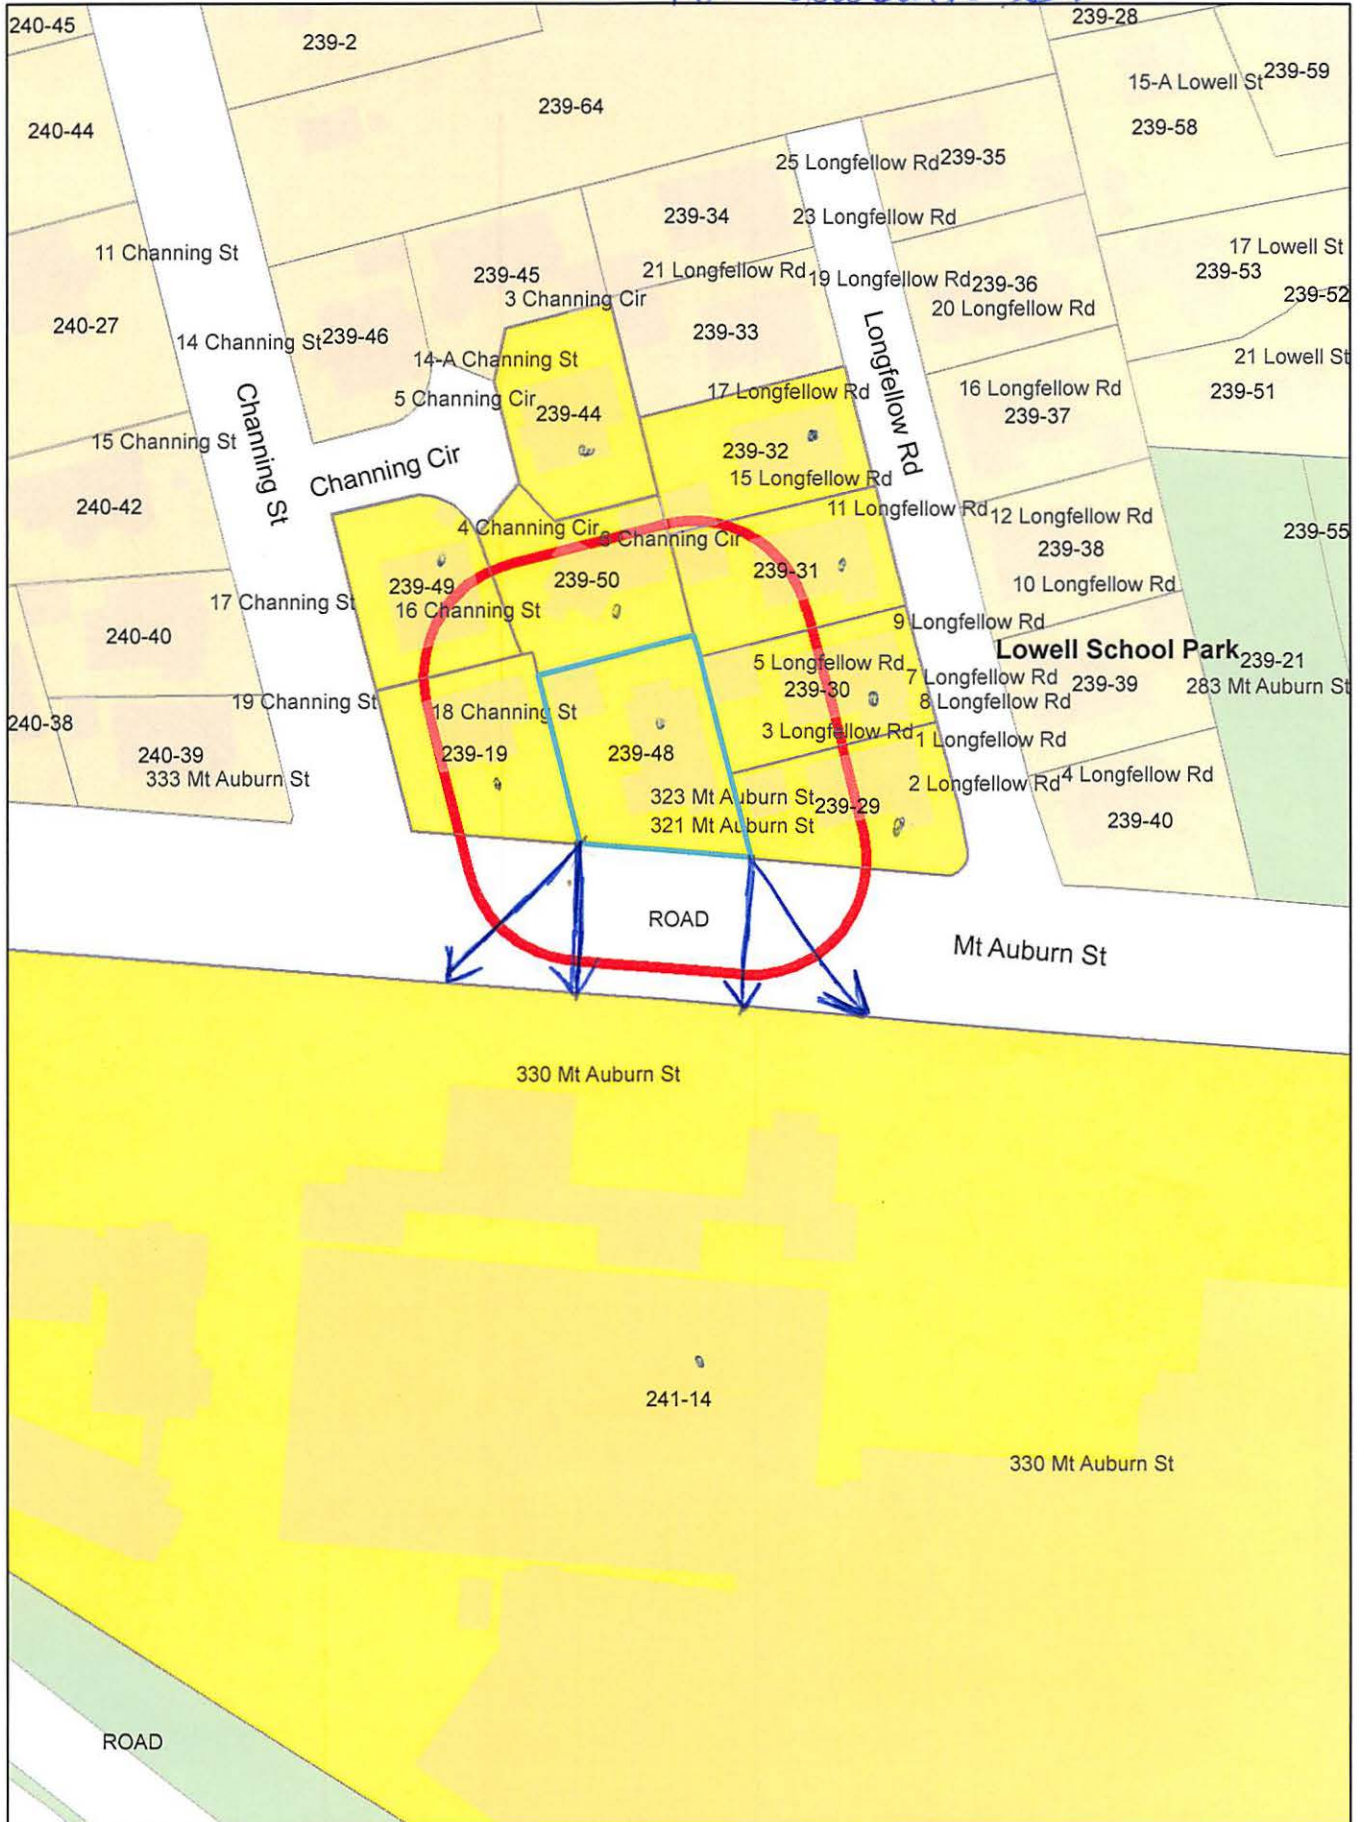 240-45
239-2
239-28
239-64
15-A Lowell St
239-59
240-44
239-58
25 Longfellow Rd
239-35
239-34
23 Longfellow Rd
11 Channing St
17 Lowell St
239-45
21 Longfellow Rd
19 Longfellow Rd
239-36
239-53
239-52
3 Channing Cir
20 Longfellow Rd
240-27
14 Channing St
239-46
239-33
Longfellow Rd
14-A Channing St
21 Lowell St
17 Longfellow Rd
16 Longfellow Rd
239-51
5 Channing Cir
239-44
239-37
15 Channing St
Channing St
Channing Cir
239-32
15 Longfellow Rd
240-42
11 Longfellow Rd
12 Longfellow Rd
4 Channing Cir
Channing Cir
239-38
239-55
239-49
239-50
239-31
10 Longfellow Rd
17 Channing St
16 Channing St
9 Longfellow Rd
240-40
Lowell School Park
239-21
5 Longfellow Rd
7 Longfellow Rd
239-30
239-39
283 Mt Auburn St
19 Channing St
18 Channing St
8 Longfellow Rd
240-38
3 Longfellow Rd
1 Longfellow Rd
240-39
239-19
239-48
333 Mt Auburn St
2 Longfellow Rd
4 Longfellow Rd
323 Mt Auburn St
239-29
321 Mt Auburn St
239-40
ROAD
Mt Auburn St
330 Mt Auburn St
241-14
330 Mt Auburn St
ROAD